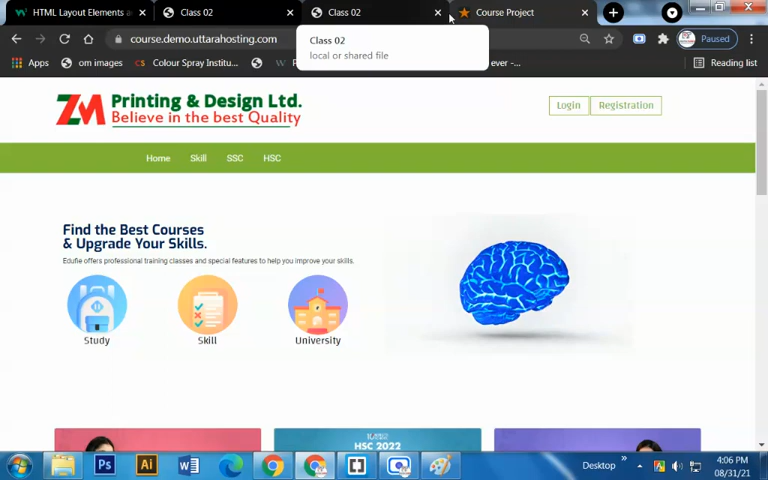 HTML Layout Elements a
Class 02
Class 02
Course Project
course.demo.uttarahosting.com
Paused
Class 02
local or shared file
Apps
om images
Colour Spray Institu...
ever -...
Reading list
ZM Printing & Design Ltd.
Believe in the best Quality
Login
Registration
Home
Skill
SSC
HSC
Find the Best Courses
& Upgrade Your Skills.
Edufie offers professional training classes and special features to help you improve your skills.
Study
Skill
University
HSC 2022
Desktop
4:06 PM
08/31/21